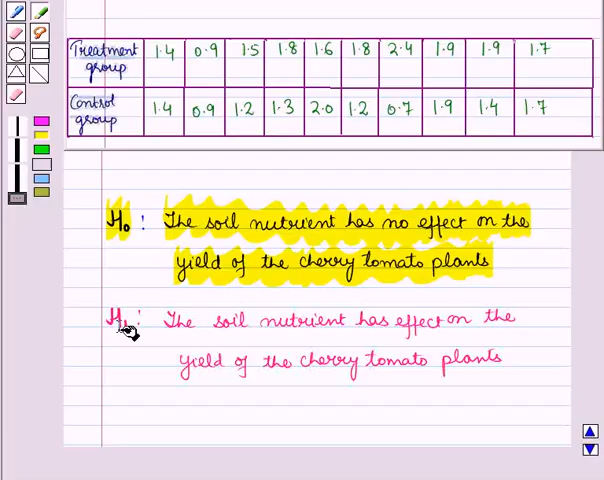 Treatment group 1.4 0.9 1.5 1.8 1.6 1.8 2.4 1.9 1.9 1.7
Control group 1.4 0.9 1.2 1.3 2.0 1.2 0.7 1.9 1.4 1.7
H₀ : The soil nutrient has no effect on the
yield of the cherry tomato plants
H₁ : The soil nutrient has effect on the
yield of the cherry tomato plants